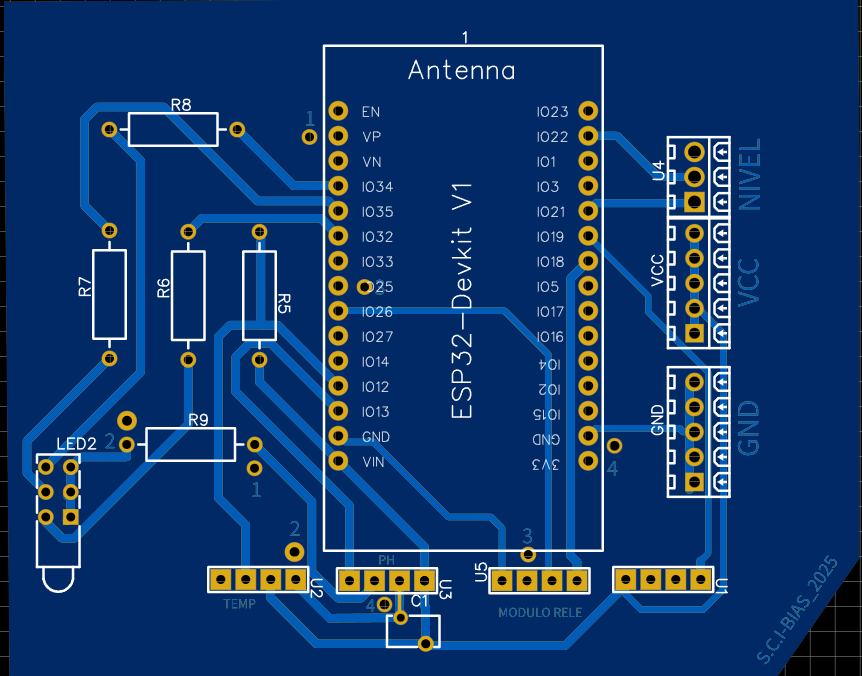 1
Antenna
R8
1
EN
VP
VN
IO34
IO35
IO32
IO33
IO25
2
IO26
IO27
IO14
IO12
IO13
GND
VIN
IO23
IO22
IO1
IO3
IO21
IO19
IO18
IO5
IO17
IO16
IO4
IO2
IO15
GND
3V3
ESP32-Devkit V1
U4
NIVEL
VCC
VCC
GND
GND
R7
R6
R5
R9
LED2
2
1
4
2
3
PH
U2
U3
U5
U1
TEMP
4
C1
MODULO RELE
S.C.I-BIAS_2025